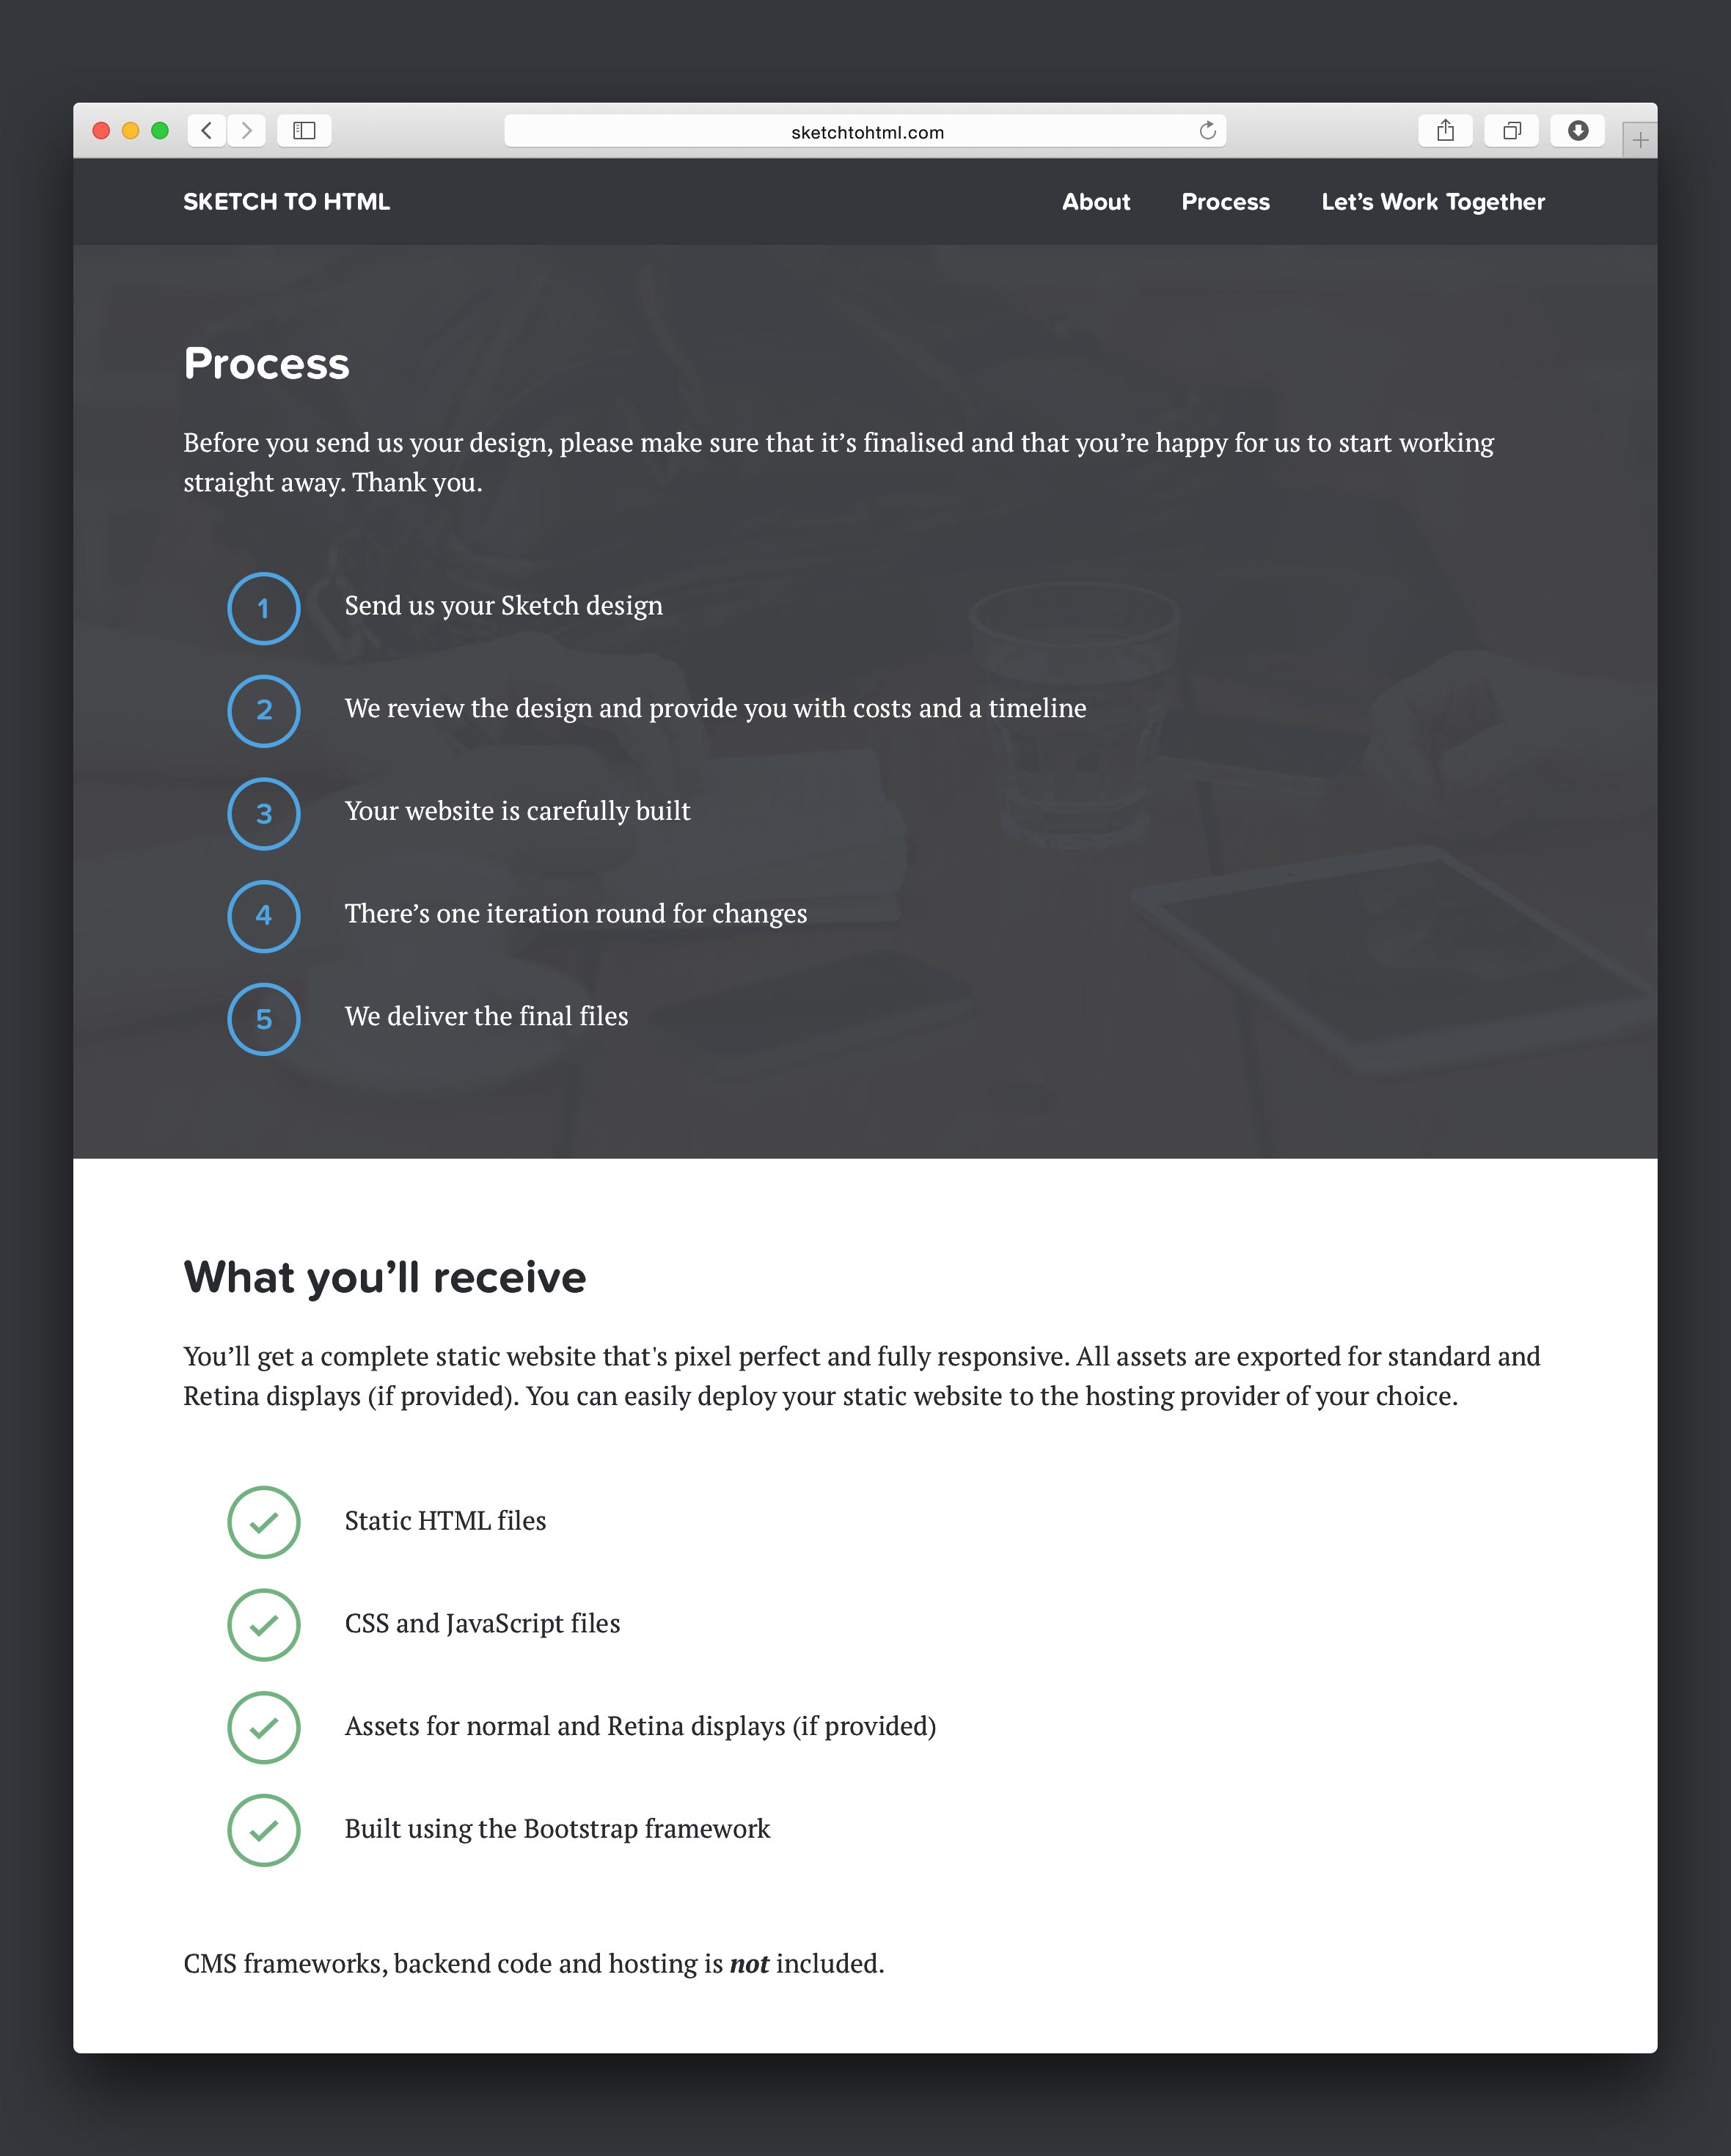 sketchtohtml.com
SKETCH TO HTML
About Process Let’s Work Together
Process
Before you send us your design, please make sure that it’s finalised and that you’re happy for us to start working
straight away. Thank you.
1 Send us your Sketch design
2 We review the design and provide you with costs and a timeline
3 Your website is carefully built
4 There’s one iteration round for changes
5 We deliver the final files
What you’ll receive
You’ll get a complete static website that's pixel perfect and fully responsive. All assets are exported for standard and
Retina displays (if provided). You can easily deploy your static website to the hosting provider of your choice.
Static HTML files
CSS and JavaScript files
Assets for normal and Retina displays (if provided)
Built using the Bootstrap framework
CMS frameworks, backend code and hosting is not included.